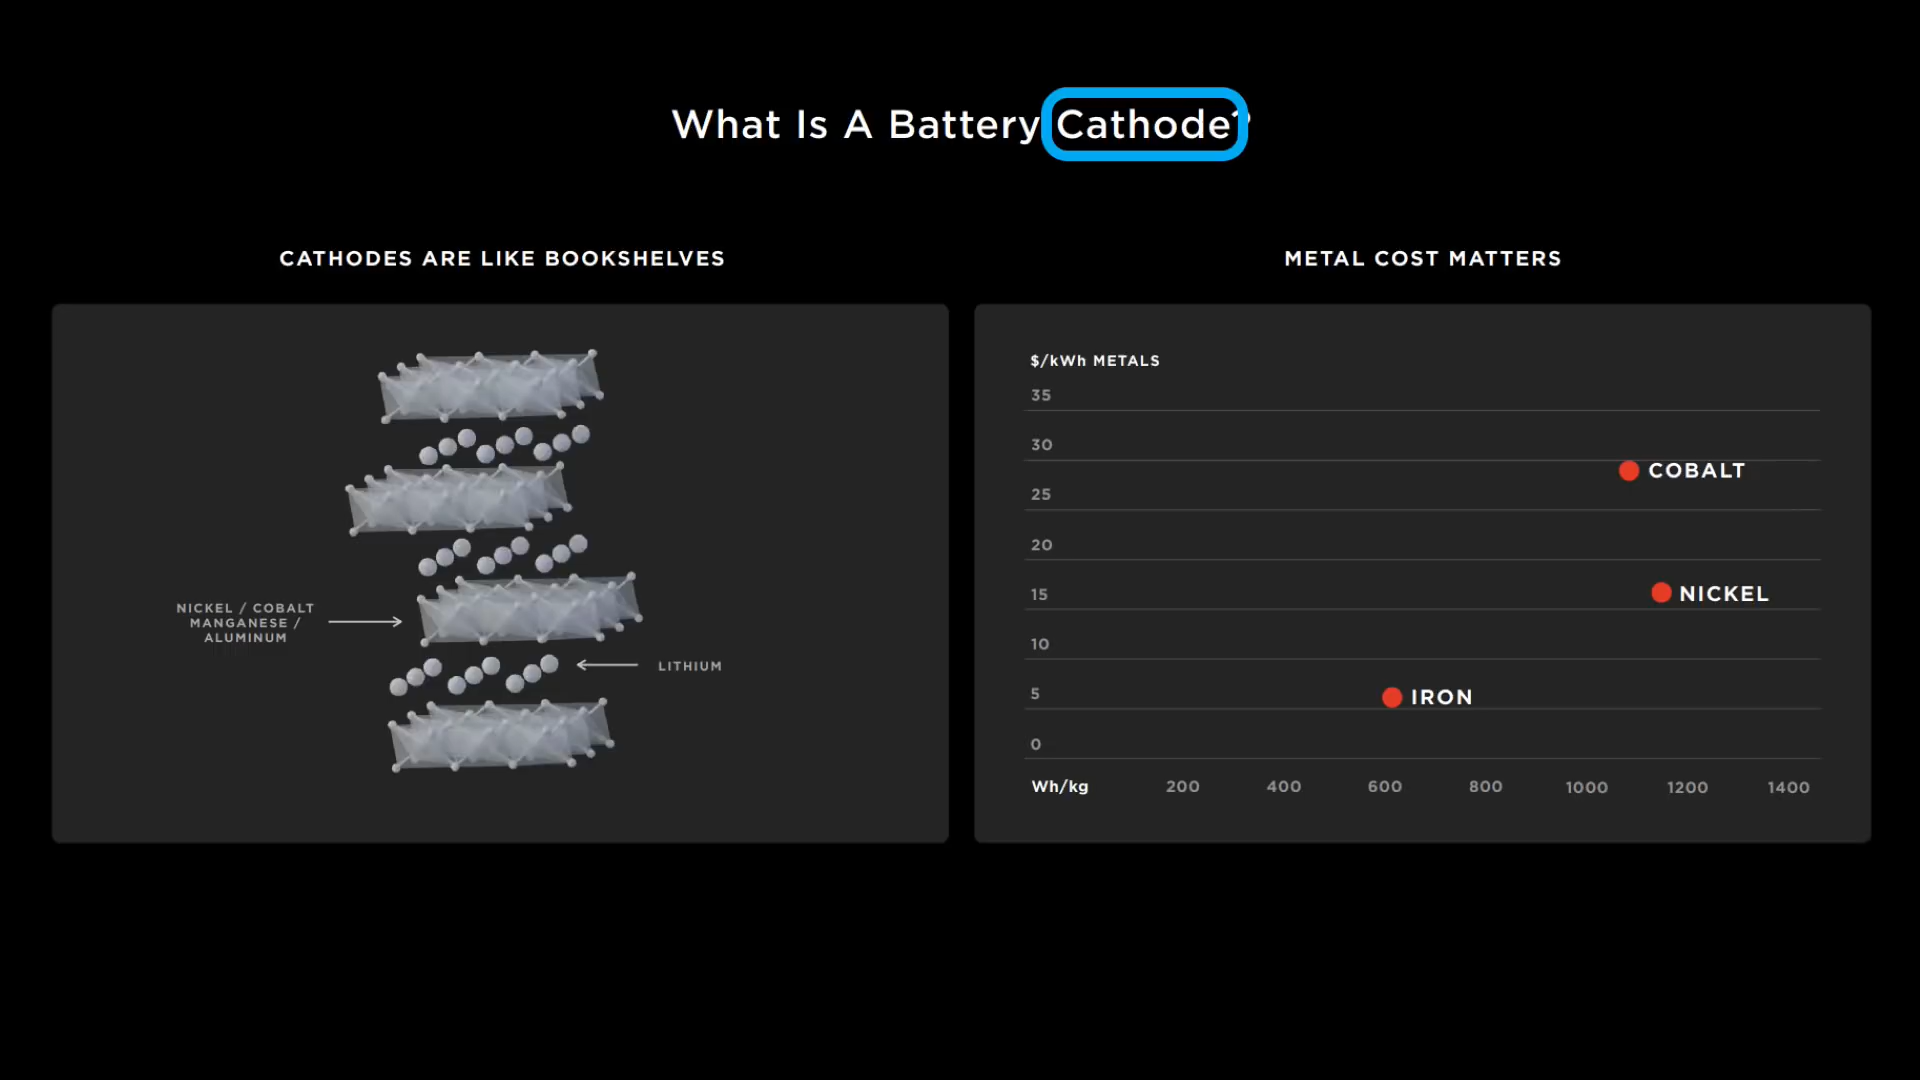 What Is A Battery Cathode?
CATHODES ARE LIKE BOOKSHELVES
NICKEL / COBALT
MANGANESE /
ALUMINUM
LITHIUM
METAL COST MATTERS
$/kWh METALS
35
30
COBALT
25
20
15
NICKEL
10
5
IRON
0
Wh/kg 200 400 600 800 1000 1200 1400